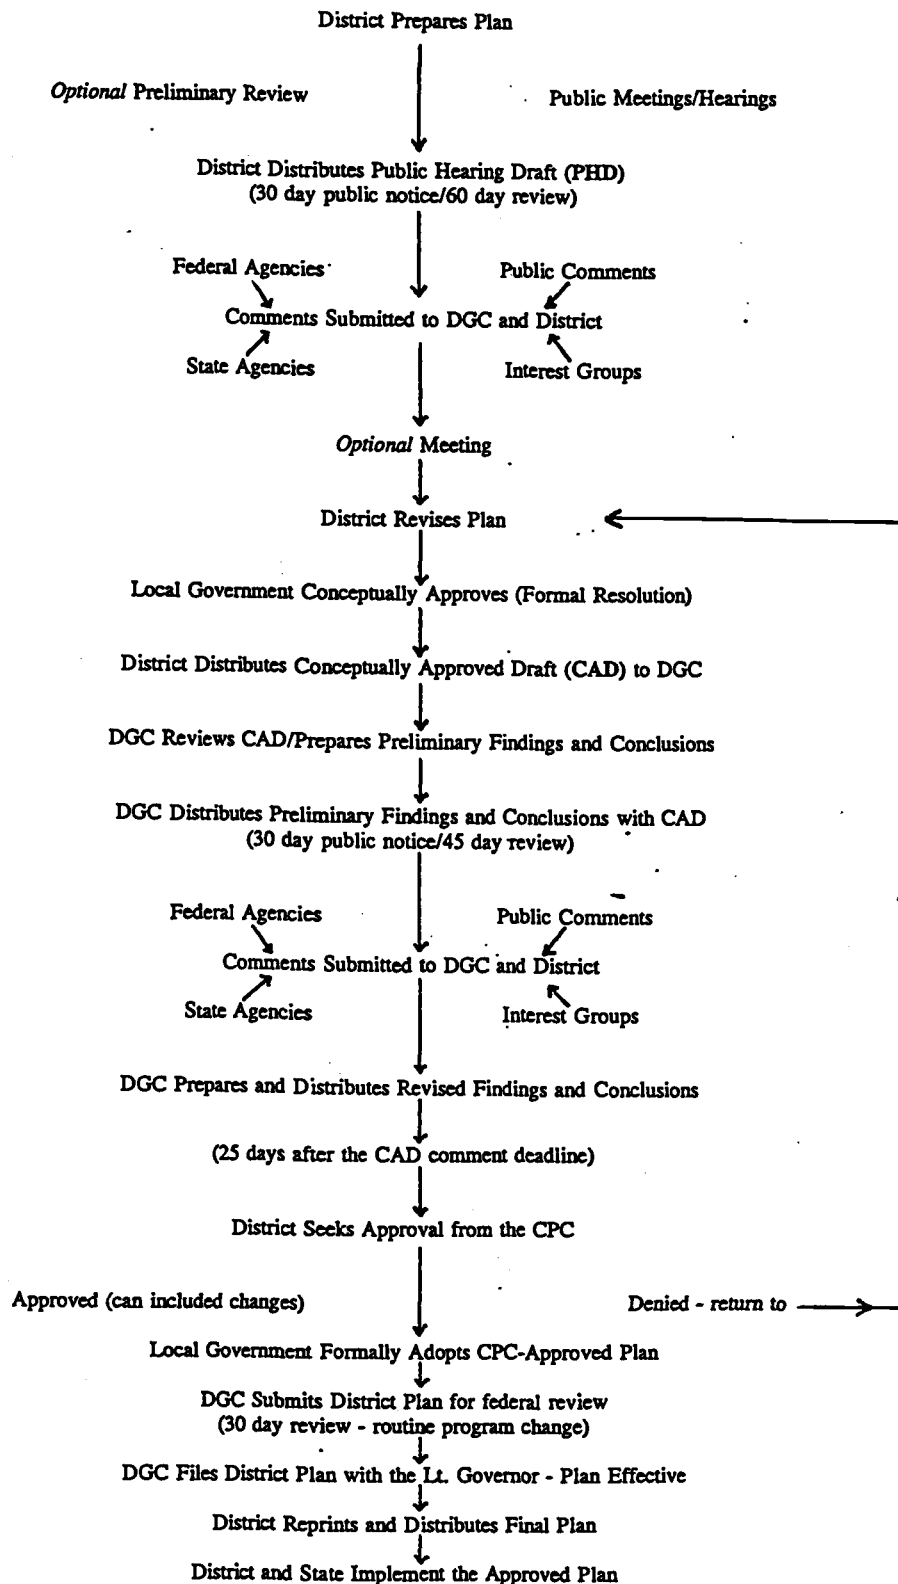 District Prepares Plan
Optional Preliminary Review
Public Meetings/Hearings
District Distributes Public Hearing Draft (PHD)
(30 day public notice/60 day review)
Federal Agencies
Public Comments
Comments Submitted to DGC and District
State Agencies
Interest Groups
Optional Meeting
District Revises Plan
Local Government Conceptually Approves (Formal Resolution)
District Distributes Conceptually Approved Draft (CAD) to DGC
DGC Reviews CAD/Prepares Preliminary Findings and Conclusions
DGC Distributes Preliminary Findings and Conclusions with CAD
(30 day public notice/45 day review)
Federal Agencies
Public Comments
Comments Submitted to DGC and District
State Agencies
Interest Groups
DGC Prepares and Distributes Revised Findings and Conclusions
(25 days after the CAD comment deadline)
District Seeks Approval from the CPC
Approved (can included changes)
Denied - return to
Local Government Formally Adopts CPC-Approved Plan
DGC Submits District Plan for federal review
(30 day review - routine program change)
DGC Files District Plan with the Lt. Governor - Plan Effective
District Reprints and Distributes Final Plan
District and State Implement the Approved Plan